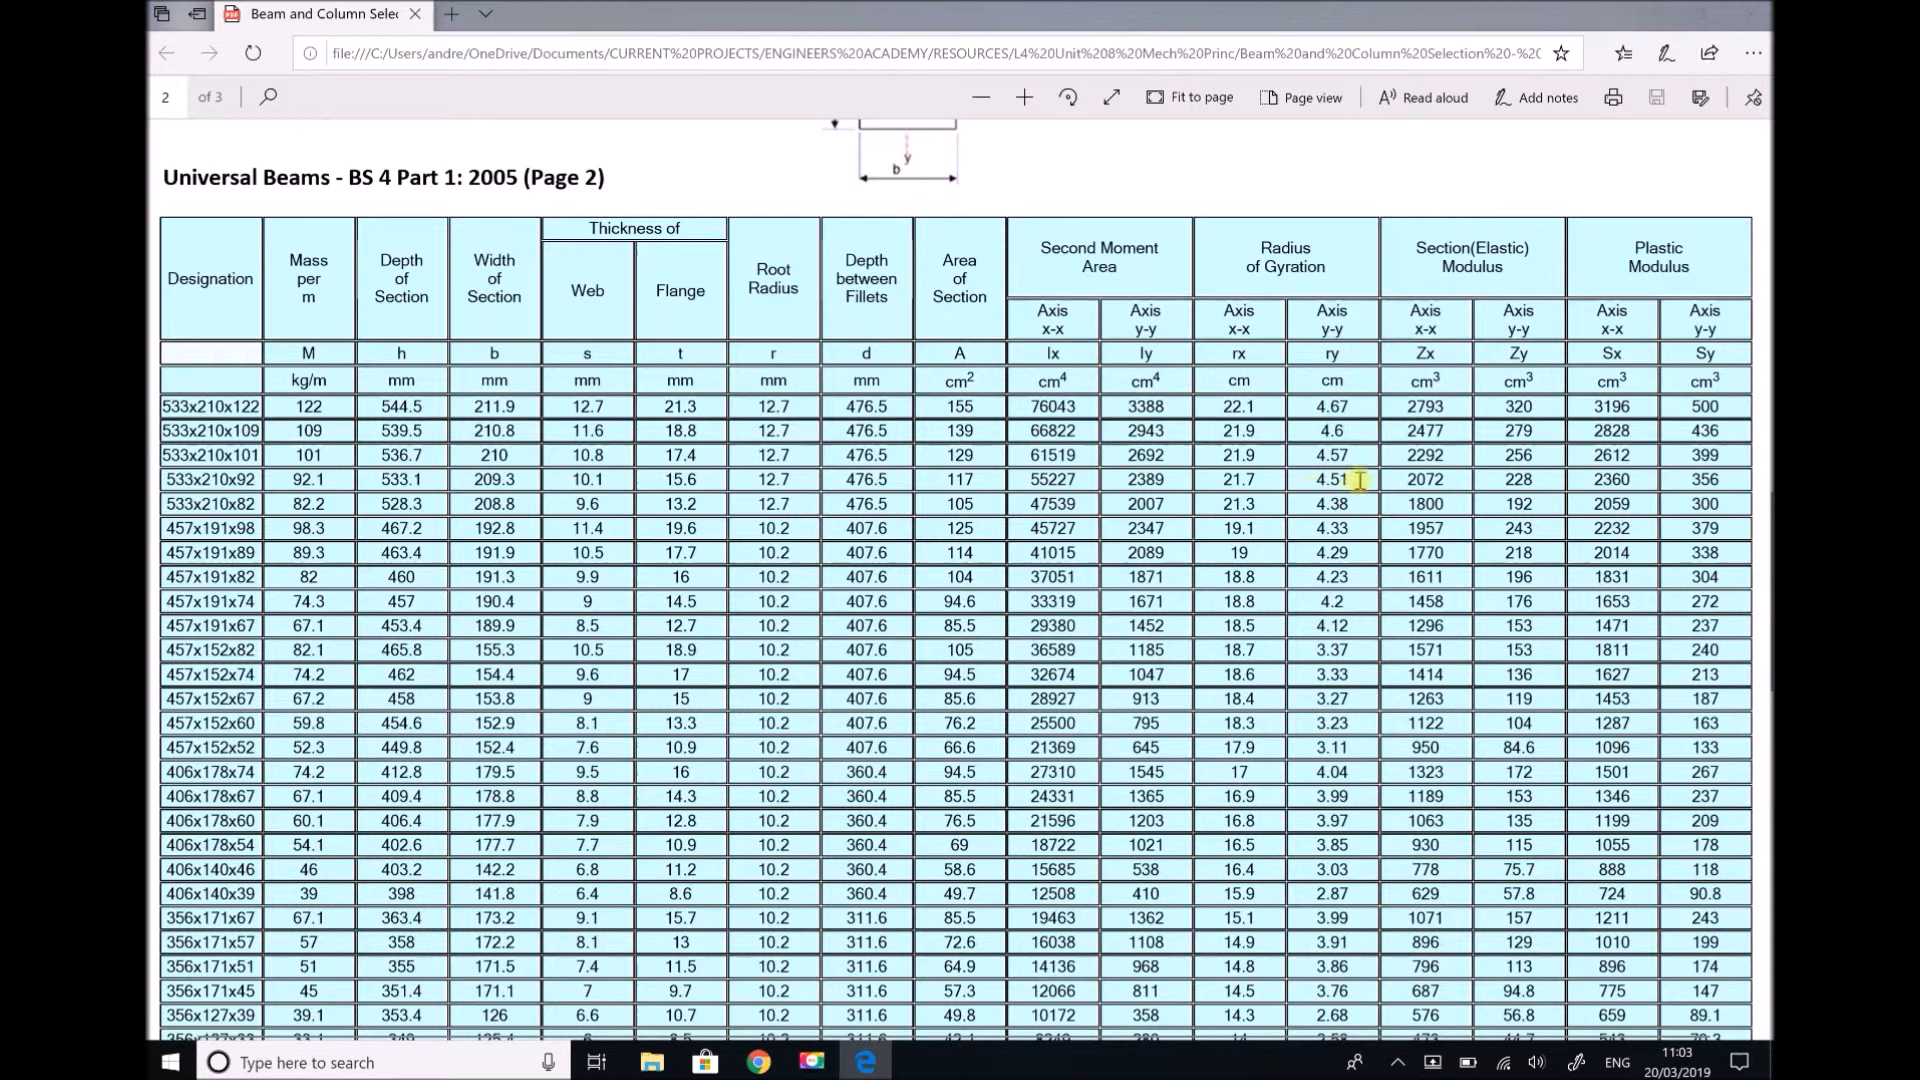 Beam and Column Selec
file:///C:/Users/andre/OneDrive/Documents/CURRENT%20PROJECTS/ENGINEERS%20ACADEMY/RESOURCES/L4%20Unit%208%20Mech%20Princ/Beam%20and%20Column%20Selection%20-%2C
2 of 3 Fit to page Page view Read aloud Add notes
y
b
Universal Beams - BS 4 Part 1: 2005 (Page 2)
Designation Mass per m Depth of Section Width of Section Thickness of Web Flange Root Radius Depth between Fillets Area of Section Second Moment Area Radius of Gyration Section(Elastic) Modulus Plastic Modulus
Axis x-x Axis y-y Axis x-x Axis y-y Axis x-x Axis y-y Axis x-x Axis y-y
M h b s t r d A Ix Iy rx ry Zx Zy Sx Sy
kg/m mm mm mm mm mm mm cm2 cm4 cm4 cm cm cm3 cm3 cm3 cm3
533x210x122 122 544.5 211.9 12.7 21.3 12.7 476.5 155 76043 3388 22.1 4.67 2793 320 3196 500
533x210x109 109 539.5 210.8 11.6 18.8 12.7 476.5 139 66822 2943 21.9 4.6 2477 279 2828 436
533x210x101 101 536.7 210 10.8 17.4 12.7 476.5 129 61519 2692 21.9 4.57 2292 256 2612 399
533x210x92 92.1 533.1 209.3 10.1 15.6 12.7 476.5 117 55227 2389 21.7 4.51 2072 228 2360 356
533x210x82 82.2 528.3 208.8 9.6 13.2 12.7 476.5 105 47539 2007 21.3 4.38 1800 192 2059 300
457x191x98 98.3 467.2 192.8 11.4 19.6 10.2 407.6 125 45727 2347 19.1 4.33 1957 243 2232 379
457x191x89 89.3 463.4 191.9 10.5 17.7 10.2 407.6 114 41015 2089 19 4.29 1770 218 2014 338
457x191x82 82 460 191.3 9.9 16 10.2 407.6 104 37051 1871 18.8 4.23 1611 196 1831 304
457x191x74 74.3 457 190.4 9 14.5 10.2 407.6 94.6 33319 1671 18.8 4.2 1458 176 1653 272
457x191x67 67.1 453.4 189.9 8.5 12.7 10.2 407.6 85.5 29380 1452 18.5 4.12 1296 153 1471 237
457x152x82 82.1 465.8 155.3 10.5 18.9 10.2 407.6 105 36589 1185 18.7 3.37 1571 153 1811 240
457x152x74 74.2 462 154.4 9.6 17 10.2 407.6 94.5 32674 1047 18.6 3.33 1414 136 1627 213
457x152x67 67.2 458 153.8 9 15 10.2 407.6 85.6 28927 913 18.4 3.27 1263 119 1453 187
457x152x60 59.8 454.6 152.9 8.1 13.3 10.2 407.6 76.2 25500 795 18.3 3.23 1122 104 1287 163
457x152x52 52.3 449.8 152.4 7.6 10.9 10.2 407.6 66.6 21369 645 17.9 3.11 950 84.6 1096 133
406x178x74 74.2 412.8 179.5 9.5 16 10.2 360.4 94.5 27310 1545 17 4.04 1323 172 1501 267
406x178x67 67.1 409.4 178.8 8.8 14.3 10.2 360.4 85.5 24331 1365 16.9 3.99 1189 153 1346 237
406x178x60 60.1 406.4 177.9 7.9 12.8 10.2 360.4 76.5 21596 1203 16.8 3.97 1063 135 1199 209
406x178x54 54.1 402.6 177.7 7.7 10.9 10.2 360.4 69 18722 1021 16.5 3.85 930 115 1055 178
406x140x46 46 403.2 142.2 6.8 11.2 10.2 360.4 58.6 15685 538 16.4 3.03 778 75.7 888 118
406x140x39 39 398 141.8 6.4 8.6 10.2 360.4 49.7 12508 410 15.9 2.87 629 57.8 724 90.8
356x171x67 67.1 363.4 173.2 9.1 15.7 10.2 311.6 85.5 19463 1362 15.1 3.99 1071 157 1211 243
356x171x57 57 358 172.2 8.1 13 10.2 311.6 72.6 16038 1108 14.9 3.91 896 129 1010 199
356x171x51 51 355 171.5 7.4 11.5 10.2 311.6 64.9 14136 968 14.8 3.86 796 113 896 174
356x171x45 45 351.4 171.1 7 9.7 10.2 311.6 57.3 12066 811 14.5 3.76 687 94.8 775 147
356x127x39 39.1 353.4 126 6.6 10.7 10.2 311.6 49.8 10172 358 14.3 2.68 576 56.8 659 89.1
Type here to search ENG 11:03
20/03/2019